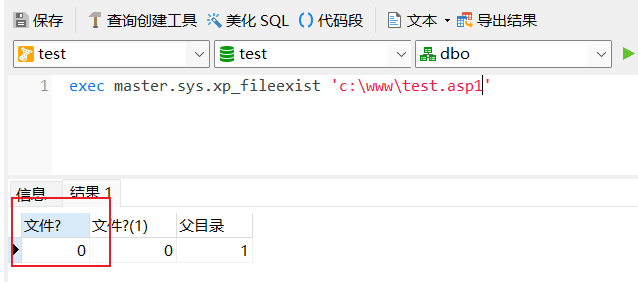 保存 查询创建工具 美化 SQL 代码段 文本 导出结果
test test dbo
1 exec master.sys.xp_fileexist 'c:\www\test.asp1'
信息 结果 1
文件? 文件?(1) 父目录
0 0 1